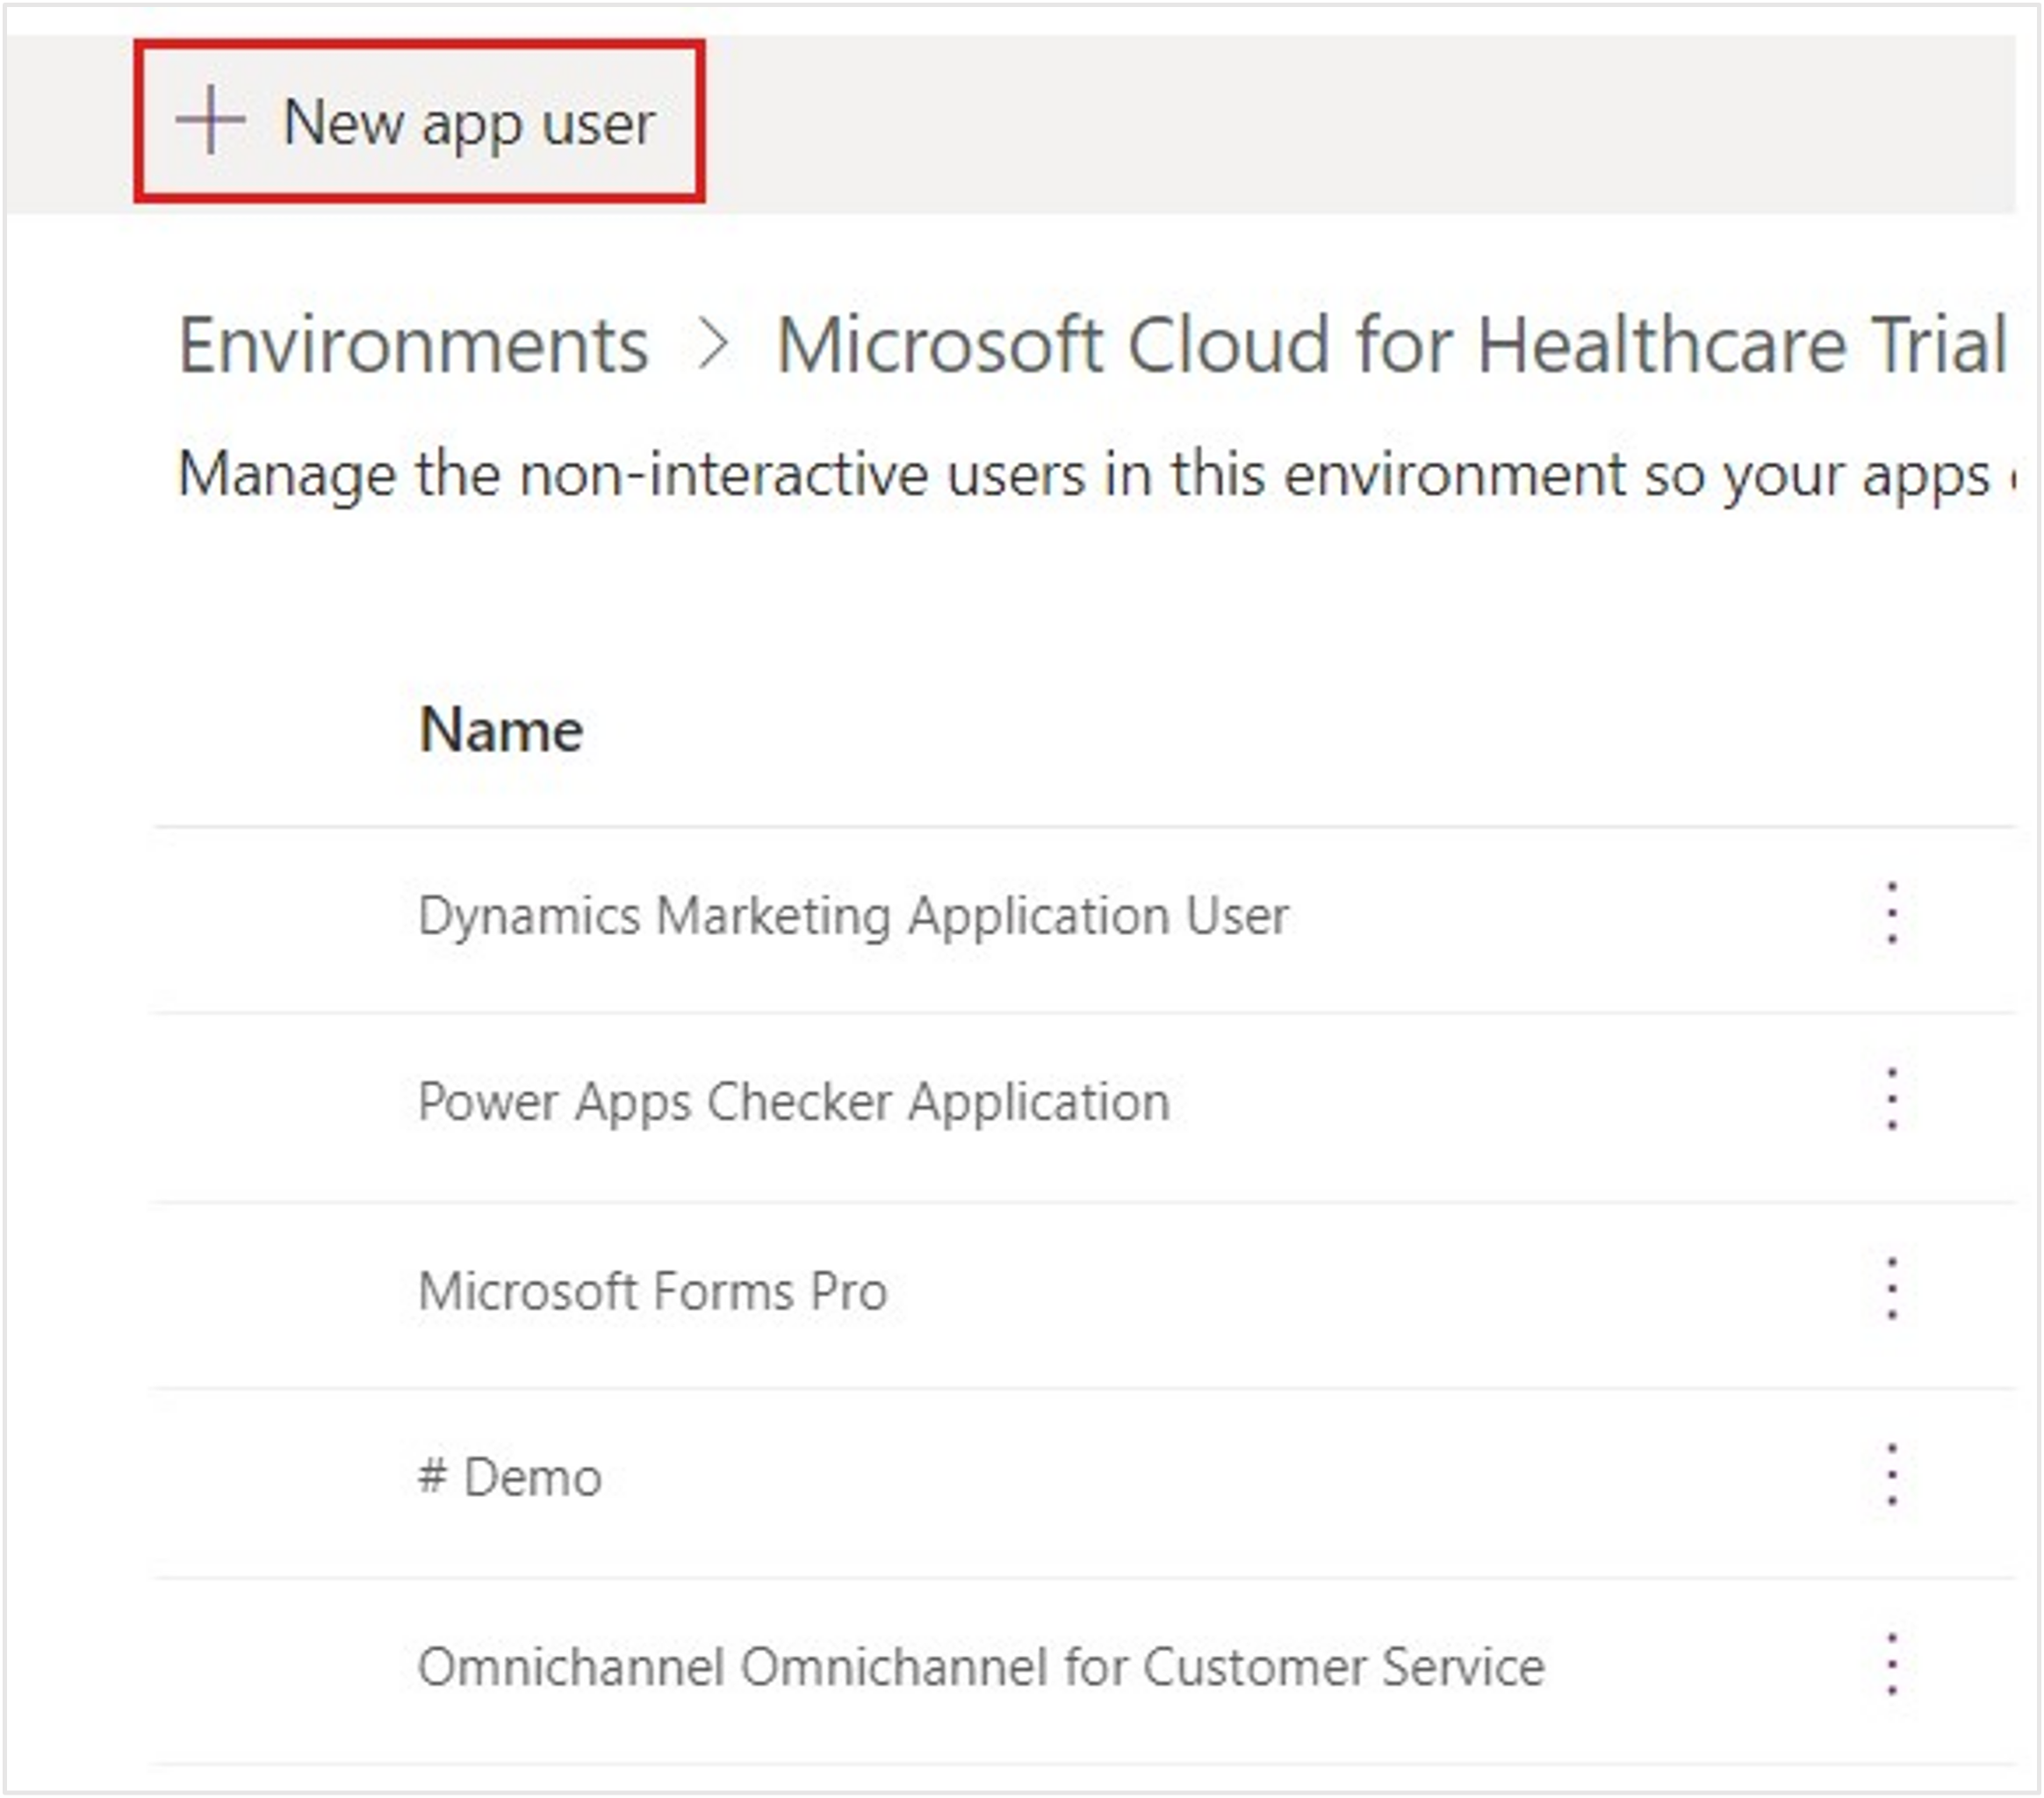 New app user
Environments > Microsoft Cloud for Healthcare Trial
Manage the non-interactive users in this environment so your apps
Name
Dynamics Marketing Application User
Power Apps Checker Application
Microsoft Forms Pro
# Demo
Omnichannel Omnichannel for Customer Service